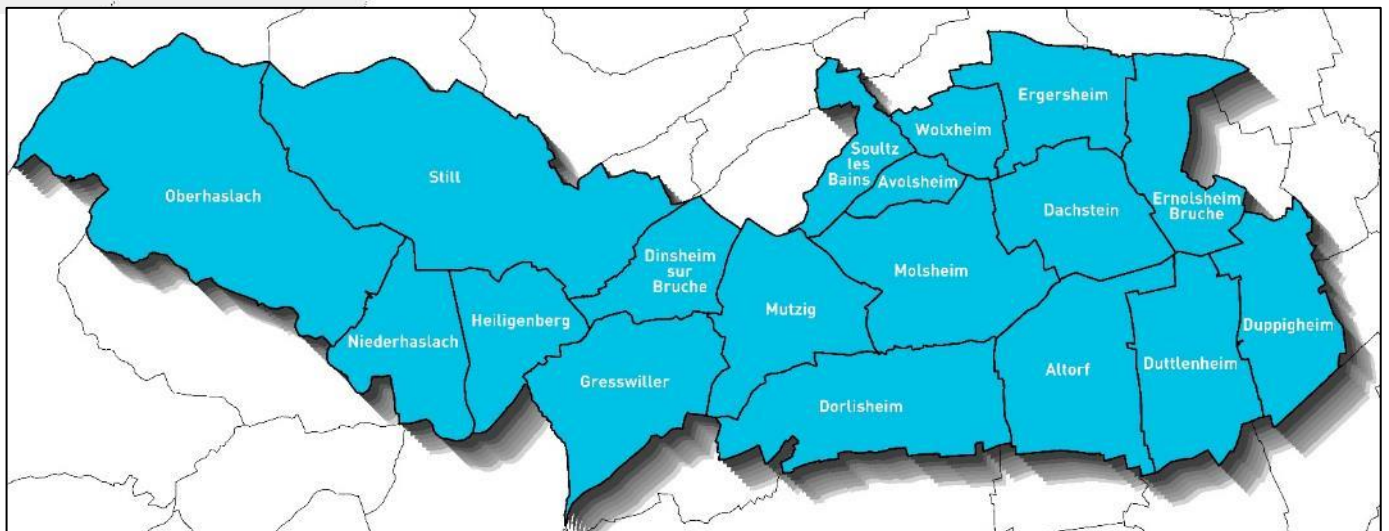 Oberhaslach
Still
Niederhaslach
Heiligenberg
Dinsheim
sur
Bruche
Gresswiller
Mutzig
Soultz
les
Bains
Wolxheim
Avolsheim
Ergersheim
Dachstein
Ernolsheim
Bruche
Molsheim
Dorlisheim
Altorf
Duttlenheim
Duppigheim